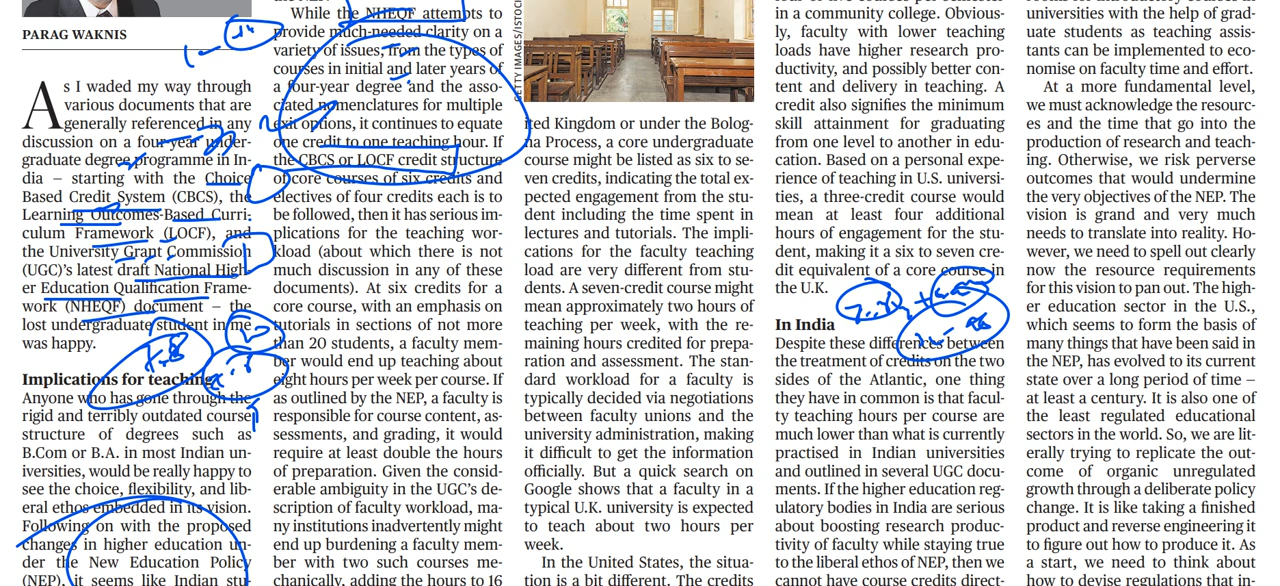 PARAG WAKNIS
As I waded my way through
various documents that are
generally referenced in any
discussion on a four-year under-
graduate degree programme in In-
dia – starting with the Choice
Based Credit System (CBCS), the
Learning Outcomes-Based Curri-
culum Framework (LOCF), and
the University Grant Commission
(UGC)’s latest draft National High-
er Education Qualification Frame-
work (NHEQF) document – the
lost undergraduate student in me
was happy.
Implications for teaching
Anyone who has gone through the
rigid and terribly outdated course
structure of degrees such as
B.Com or B.A. in most Indian un-
iversities, would be really happy to
see the choice, flexibility, and lib-
eral ethos embedded in its vision.
Following on with the proposed
changes in higher education un-
der the New Education Policy
(NEP), it seems like Indian stu-
While the NHEQF attempts to
provide much-needed clarity on a
variety of issues, from the types of
courses in initial and later years of
a four-year degree and the asso-
ciated nomenclatures for multiple
exit options, it continues to equate
one credit to one teaching hour. If
the CBCS or LOCF credit structure
of core courses of six credits and
electives of four credits each is to
be followed, then it has serious im-
plications for the teaching wor-
kload (about which there is not
much discussion in any of these
documents). At six credits for a
core course, with an emphasis on
tutorials in sections of not more
than 20 students, a faculty mem-
ber would end up teaching about
eight hours per week per course. If
as outlined by the NEP, a faculty is
responsible for course content, as-
sessments, and grading, it would
require at least double the hours
of preparation. Given the consid-
erable ambiguity in the UGC’s de-
scription of faculty workload, ma-
ny institutions inadvertently might
end up burdening a faculty mem-
ber with two such courses me-
chanically, adding the hours to 16
GETTY IMAGES/ISTOC
ited Kingdom or under the Bolog-
na Process, a core undergraduate
course might be listed as six to se-
ven credits, indicating the total ex-
pected engagement from the stu-
dent including the time spent in
lectures and tutorials. The impli-
cations for the faculty teaching
load are very different from stu-
dents. A seven-credit course might
mean approximately two hours of
teaching per week, with the re-
maining hours credited for prepa-
ration and assessment. The stan-
dard workload for a faculty is
typically decided via negotiations
between faculty unions and the
university administration, making
it difficult to get the information
officially. But a quick search on
Google shows that a faculty in a
typical U.K. university is expected
to teach about two hours per
week.
In the United States, the situa-
tion is a bit different. The credits
in a community college. Obvious-
ly, faculty with lower teaching
loads have higher research pro-
ductivity, and possibly better con-
tent and delivery in teaching. A
credit also signifies the minimum
skill attainment for graduating
from one level to another in edu-
cation. Based on a personal expe-
rience of teaching in U.S. universi-
ties, a three-credit course would
mean at least four additional
hours of engagement for the stu-
dent, making it a six to seven cre-
dit equivalent of a core course in
the U.K.
In India
Despite these differences between
the treatment of credits on the two
sides of the Atlantic, one thing
they have in common is that facul-
ty teaching hours per course are
much lower than what is currently
practised in Indian universities
and outlined in several UGC docu-
ments. If the higher education reg-
ulatory bodies in India are serious
about boosting research produc-
tivity of faculty while staying true
to the liberal ethos of NEP, then we
cannot have course credits direct-
universities with the help of grad-
uate students as teaching assis-
tants can be implemented to eco-
nomise on faculty time and effort.
At a more fundamental level,
we must acknowledge the resourc-
es and the time that go into the
production of research and teach-
ing. Otherwise, we risk perverse
outcomes that would undermine
the very objectives of the NEP. The
vision is grand and very much
needs to translate into reality. Ho-
wever, we need to spell out clearly
now the resource requirements
for this vision to pan out. The high-
er education sector in the U.S.,
which seems to form the basis of
many things that have been said in
the NEP, has evolved to its current
state over a long period of time –
at least a century. It is also one of
the least regulated educational
sectors in the world. So, we are lit-
erally trying to replicate the out-
come of organic unregulated
growth through a deliberate policy
change. It is like taking a finished
product and reverse engineering it
to figure out how to produce it. As
a start, we need to think about
how to devise regulations that in-